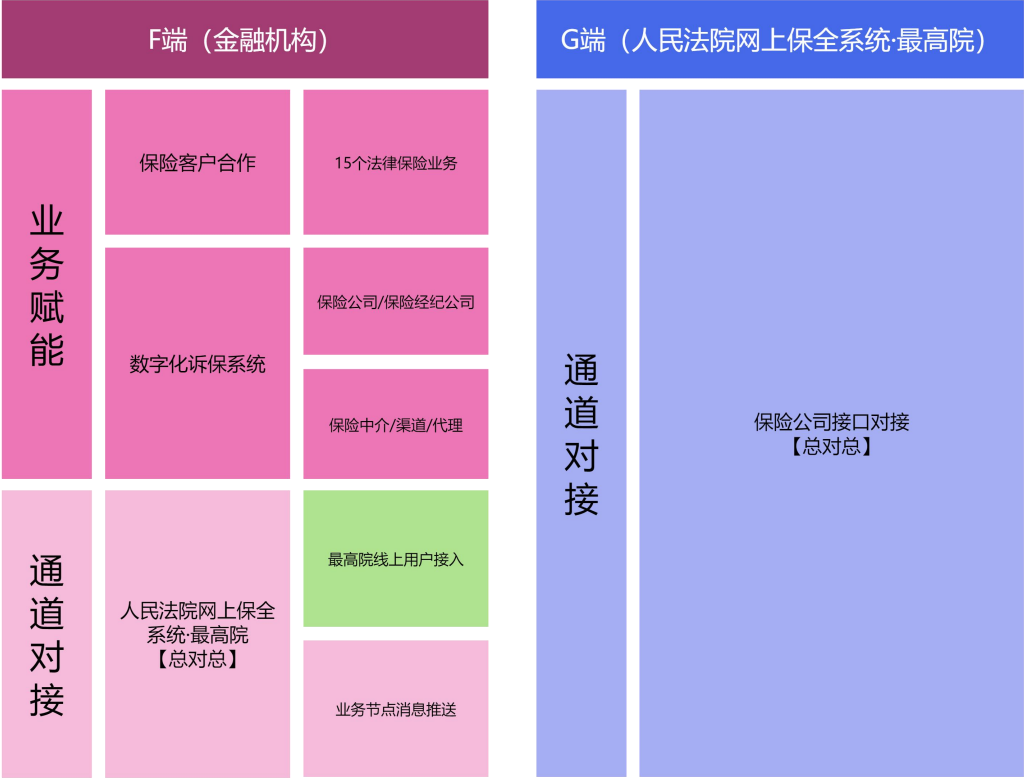 F端（金融机构）
业务赋能
保险客户合作
15个法律保险业务
数字化诉保系统
保险公司/保险经纪公司
保险中介/渠道/代理
通道对接
人民法院网上保全
系统·最高院
【总对总】
最高院线上用户接入
业务节点消息推送
G端（人民法院网上保全系统·最高院）
通道对接
保险公司接口对接
【总对总】